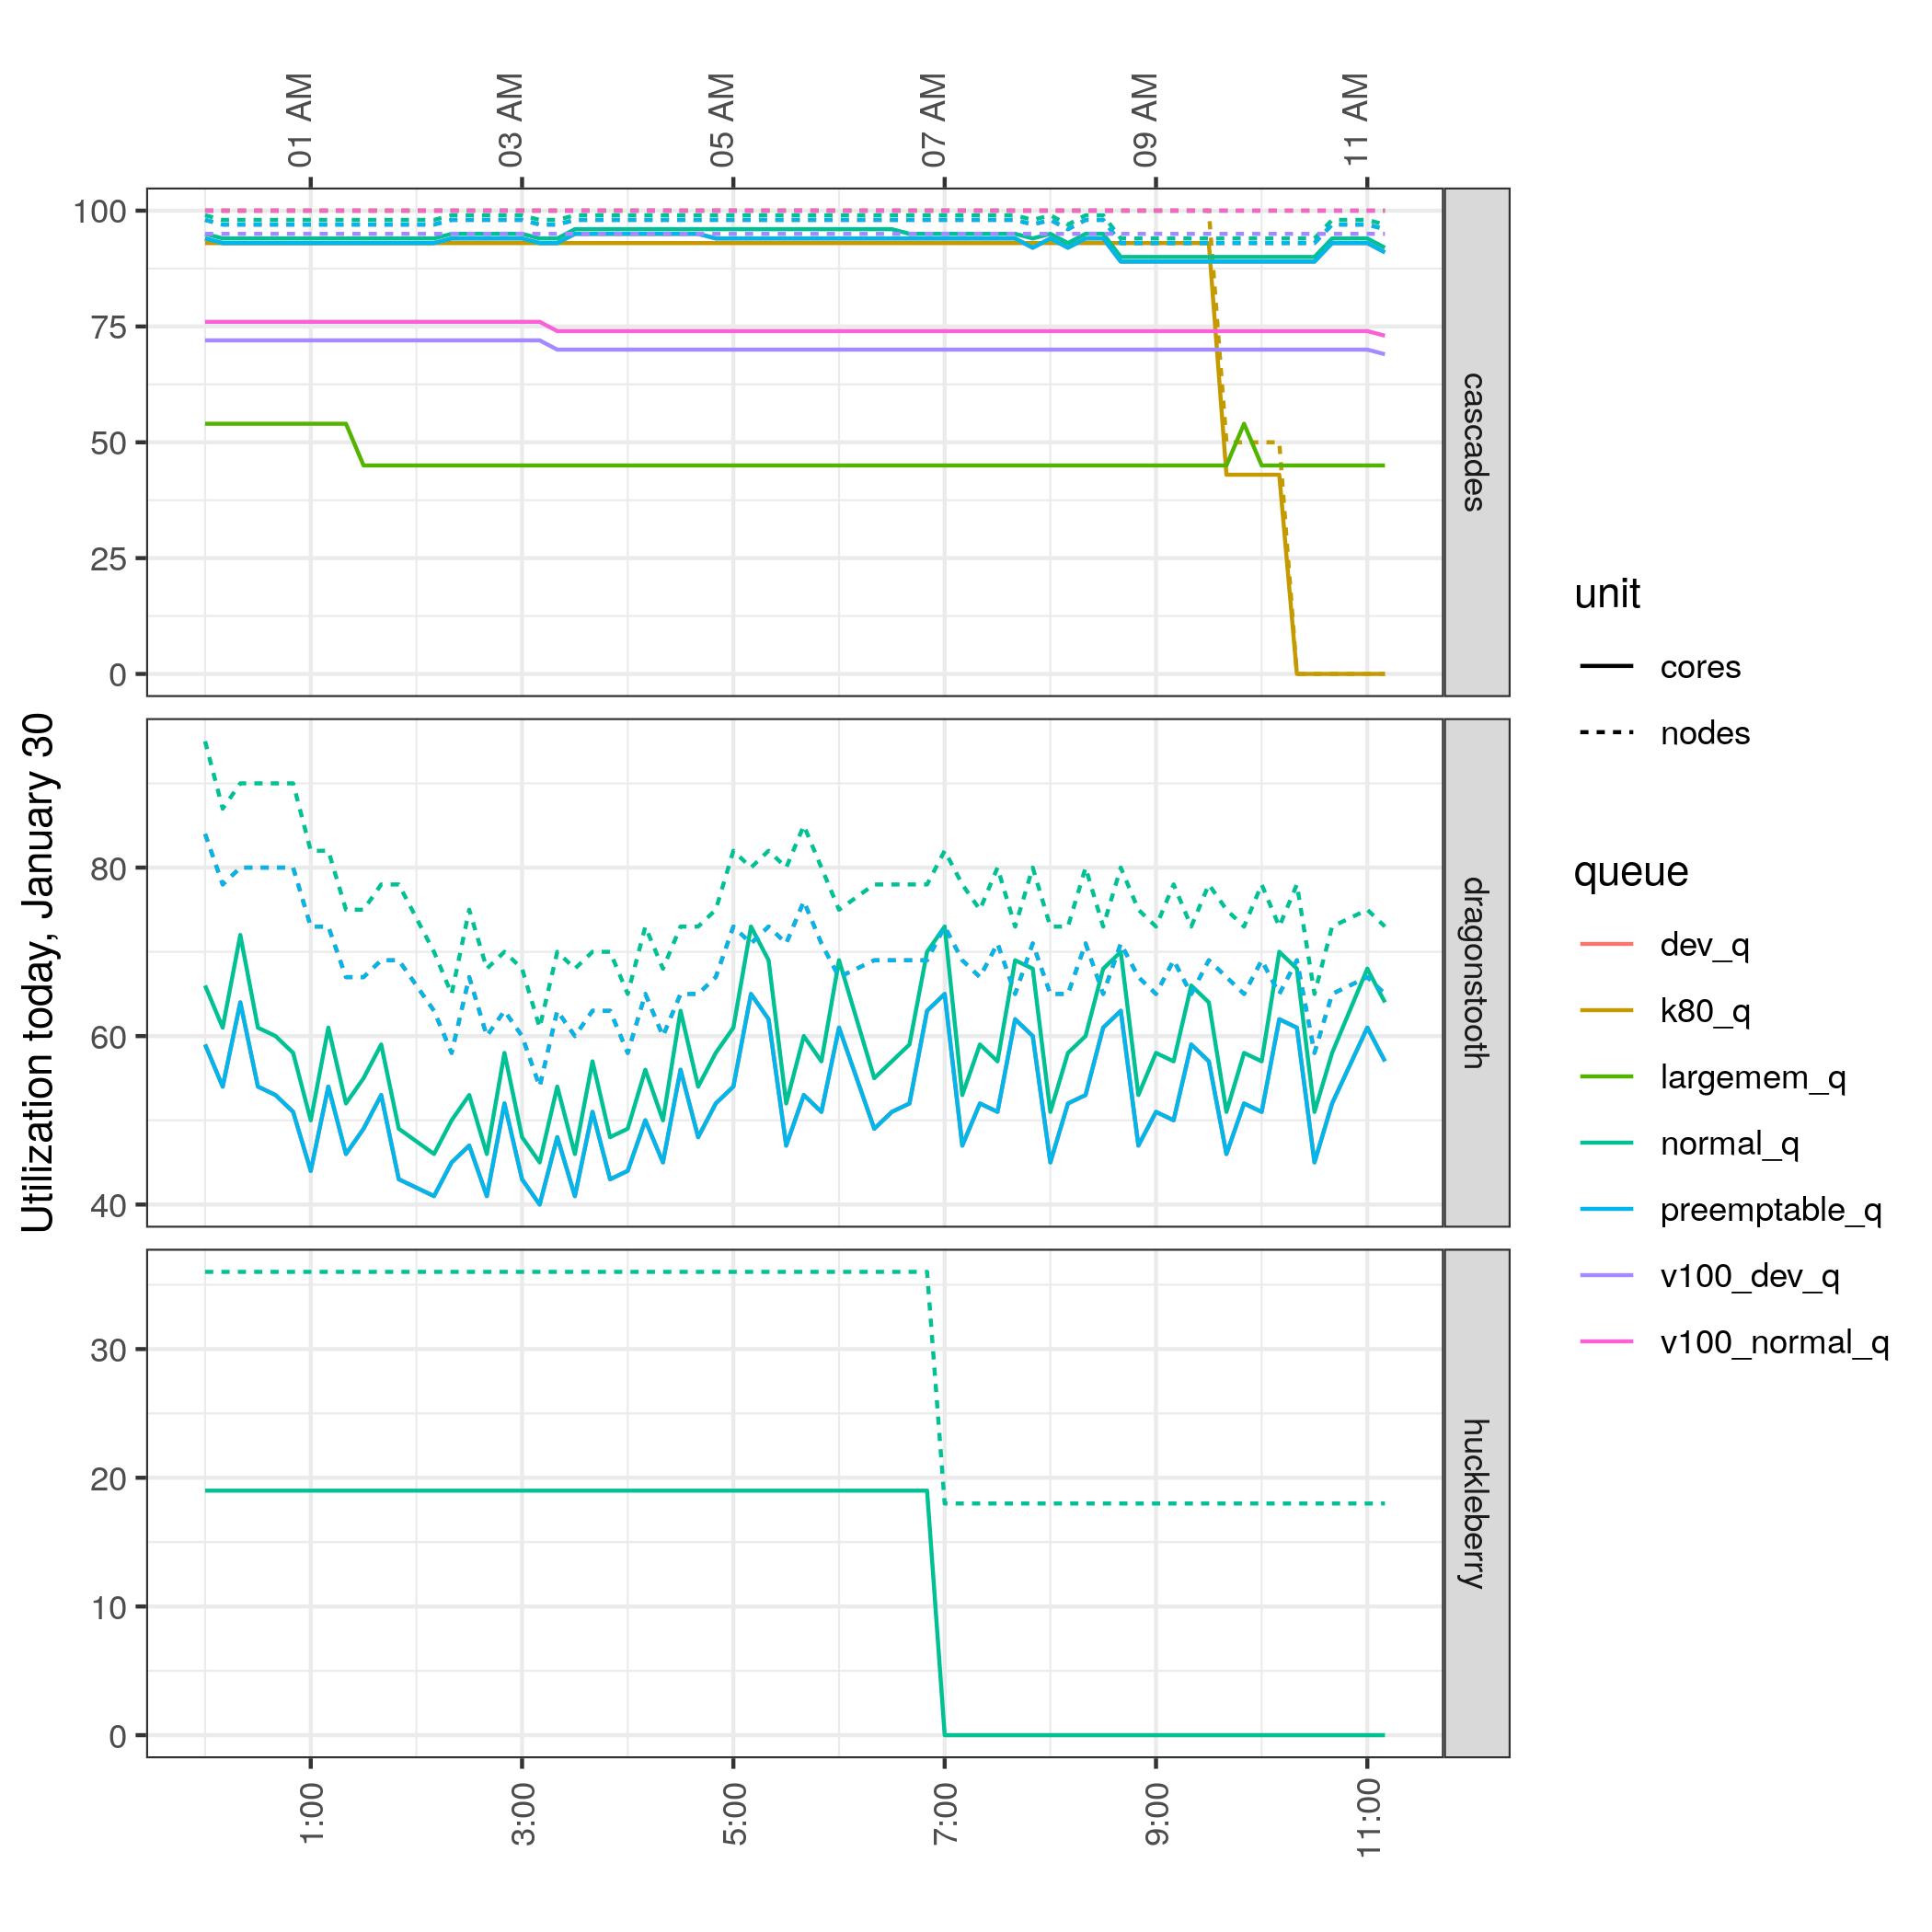 01 AM
03 AM
05 AM
07 AM
09 AM
11 AM
Utilization today, January 30
100
75
50
25
0
cascades
80
60
40
dragonstooth
30
20
10
0
huckleberry
1:00
3:00
5:00
7:00
9:00
11:00
unit
cores
nodes
queue
dev_q
k80_q
largemem_q
normal_q
preemptable_q
v100_dev_q
v100_normal_q